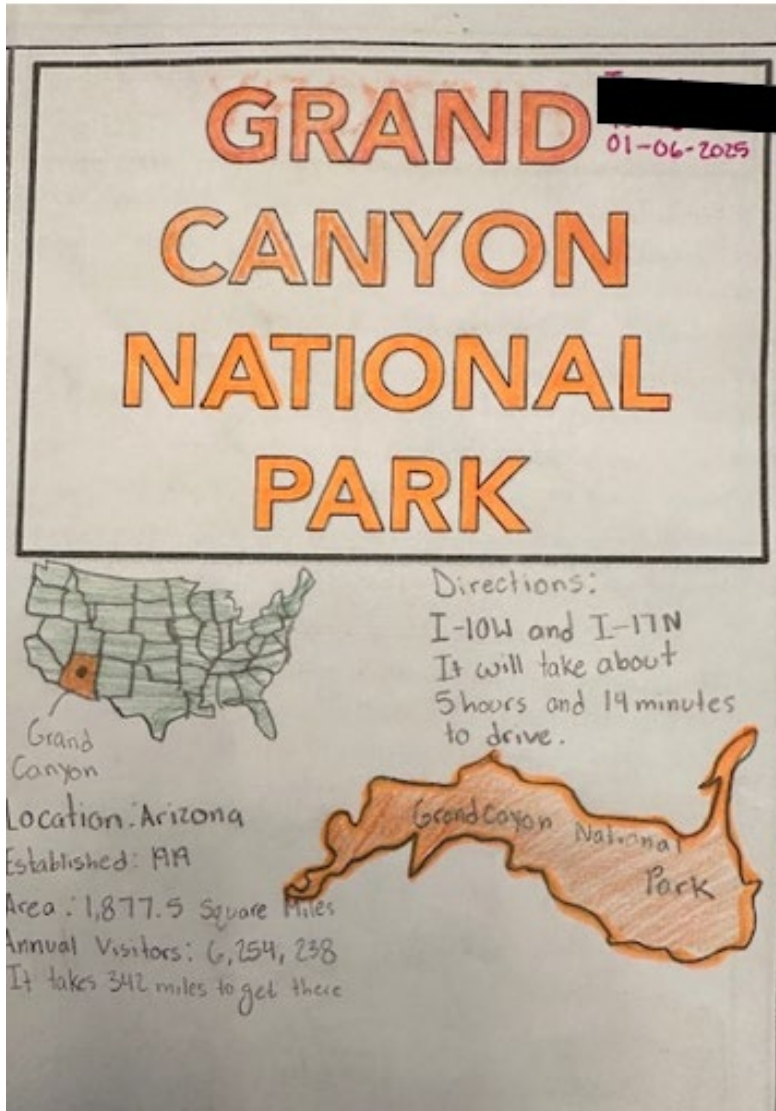 GRAND
01-06-2025
CANYON
NATIONAL
PARK
Directions:
I-10W and I-17N
It will take about
5 hours and 14 minutes
to drive.
Grand
Canyon
Location: Arizona
Established: 1919
Area: 1,877.5 Square Miles
Annual Visitors: 6,254,238
It takes 342 miles to get there
Grand Cayon National
Park